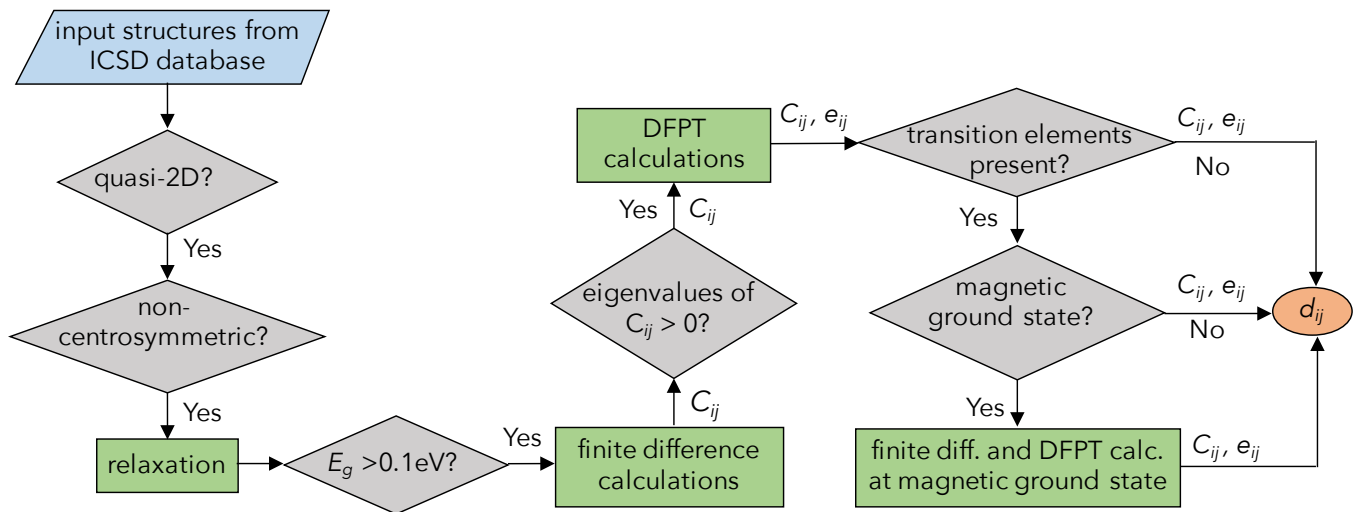 input structures from
ICSD database
quasi-2D?
Yes
non-
centrosymmetric?
Yes
relaxation
E_g >0.1eV?
Yes
finite difference
calculations
C_ij
eigenvalues of
C_ij > 0?
Yes C_ij
DFPT
calculations
C_ij, e_ij
transition elements
present?
C_ij, e_ij
No
Yes
magnetic
ground state?
C_ij, e_ij
No
Yes
finite diff. and DFPT calc.
at magnetic ground state
C_ij, e_ij
d_ij